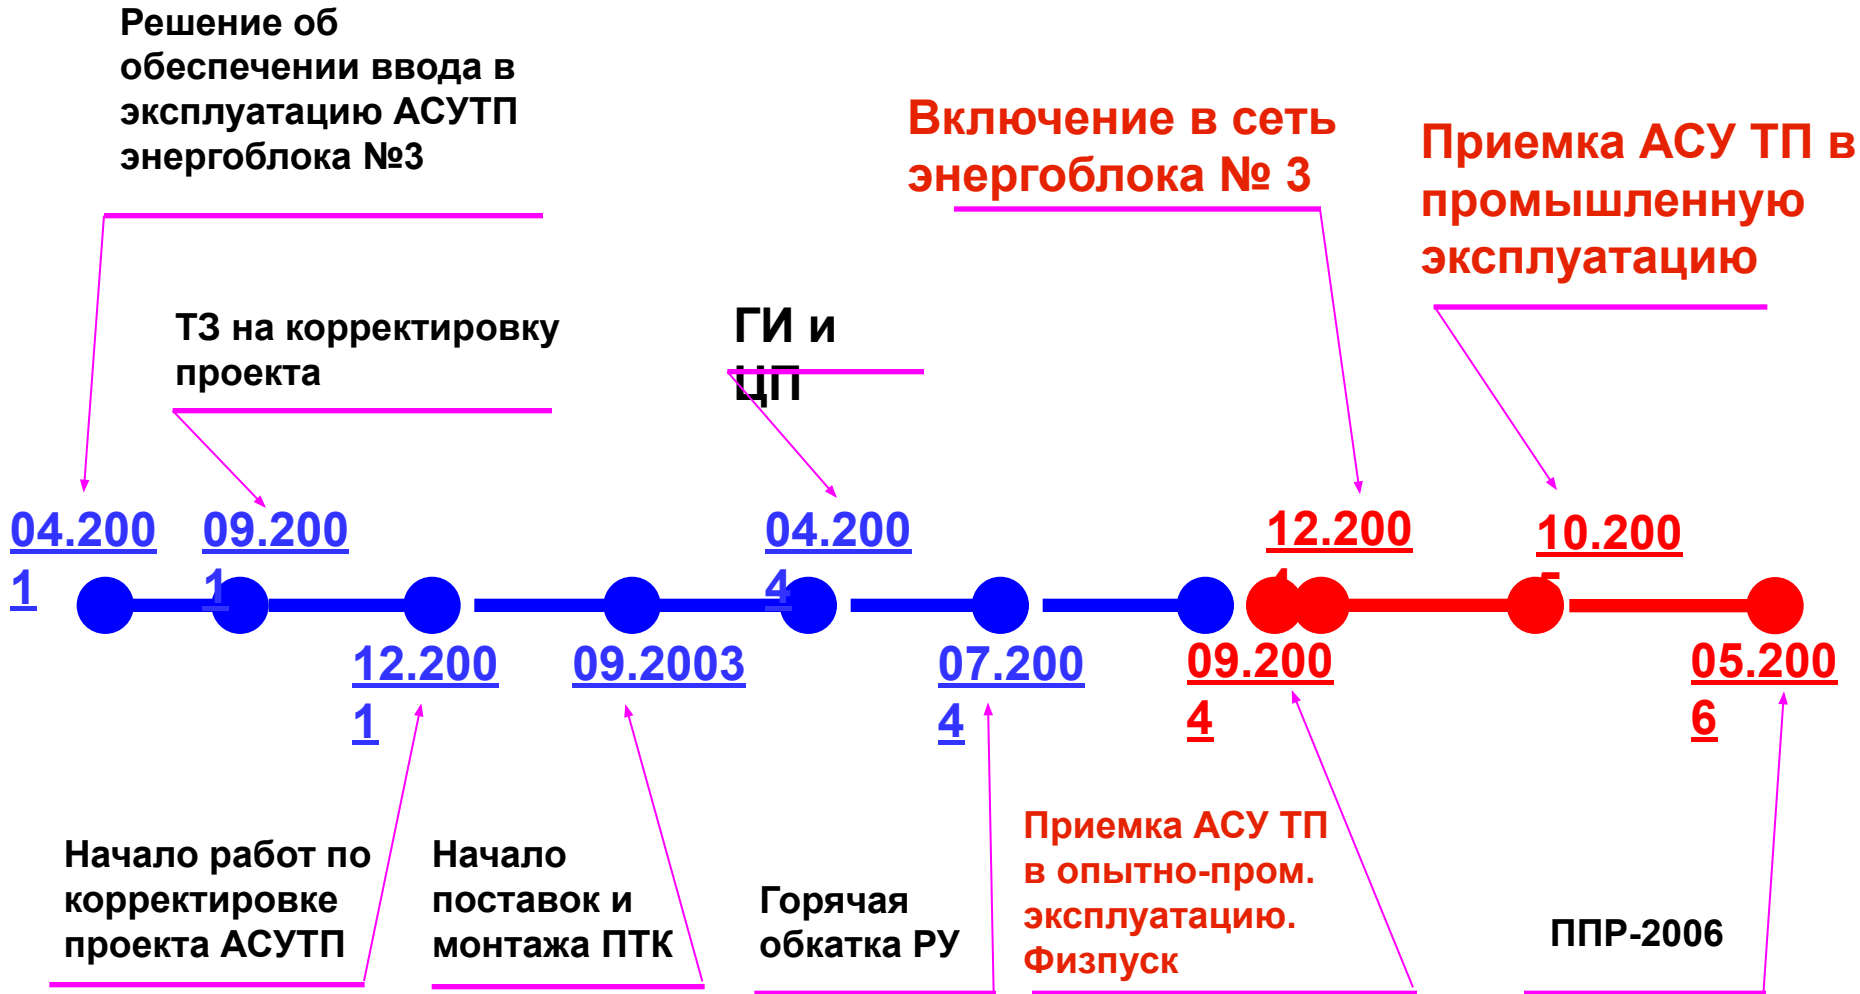 Решение об
обеспечении ввода в
эксплуатацию АСУТП
энергоблока №3
Включение в сеть
энергоблока № 3
Приемка АСУ ТП в
промышленную
эксплуатацию
ТЗ на корректировку
проекта
ГИ и
ЦП
04.200
1
09.200
1
04.200
4
12.200
4
10.200
5
12.200
1
09.2003
07.200
4
09.200
4
05.200
6
Начало работ по
корректировке
проекта АСУТП
Начало
поставок и
монтажа ПТК
Горячая
обкатка РУ
Приемка АСУ ТП
в опытно-пром.
эксплуатацию.
Физпуск
ППР-2006